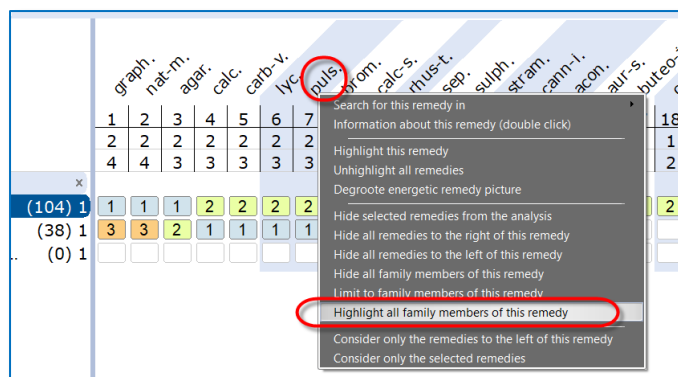 graph. nat-m. agar. calc. carb-v. lyc. puls. brom. calc-s. rhus-t. sep. sulph. stram. cann-i. acon. aur-s. buteo-j.
1 2 3 4 5 6 7 18
2 2 2 2 2 2 2 1
4 4 3 3 3 3 3 2
x
(104) 1 1 1 1 2 2 2 2 2
(38) 1 3 3 2 1 1 1 1
.. (0) 1
Search for this remedy in
Information about this remedy (double click)
Highlight this remedy
Unhighlight all remedies
Degroote energetic remedy picture
Hide selected remedies from the analysis
Hide all remedies to the right of this remedy
Hide all remedies to the left of this remedy
Hide all family members of this remedy
Limit to family members of this remedy
Highlight all family members of this remedy
Consider only the remedies to the left of this remedy
Consider only the selected remedies